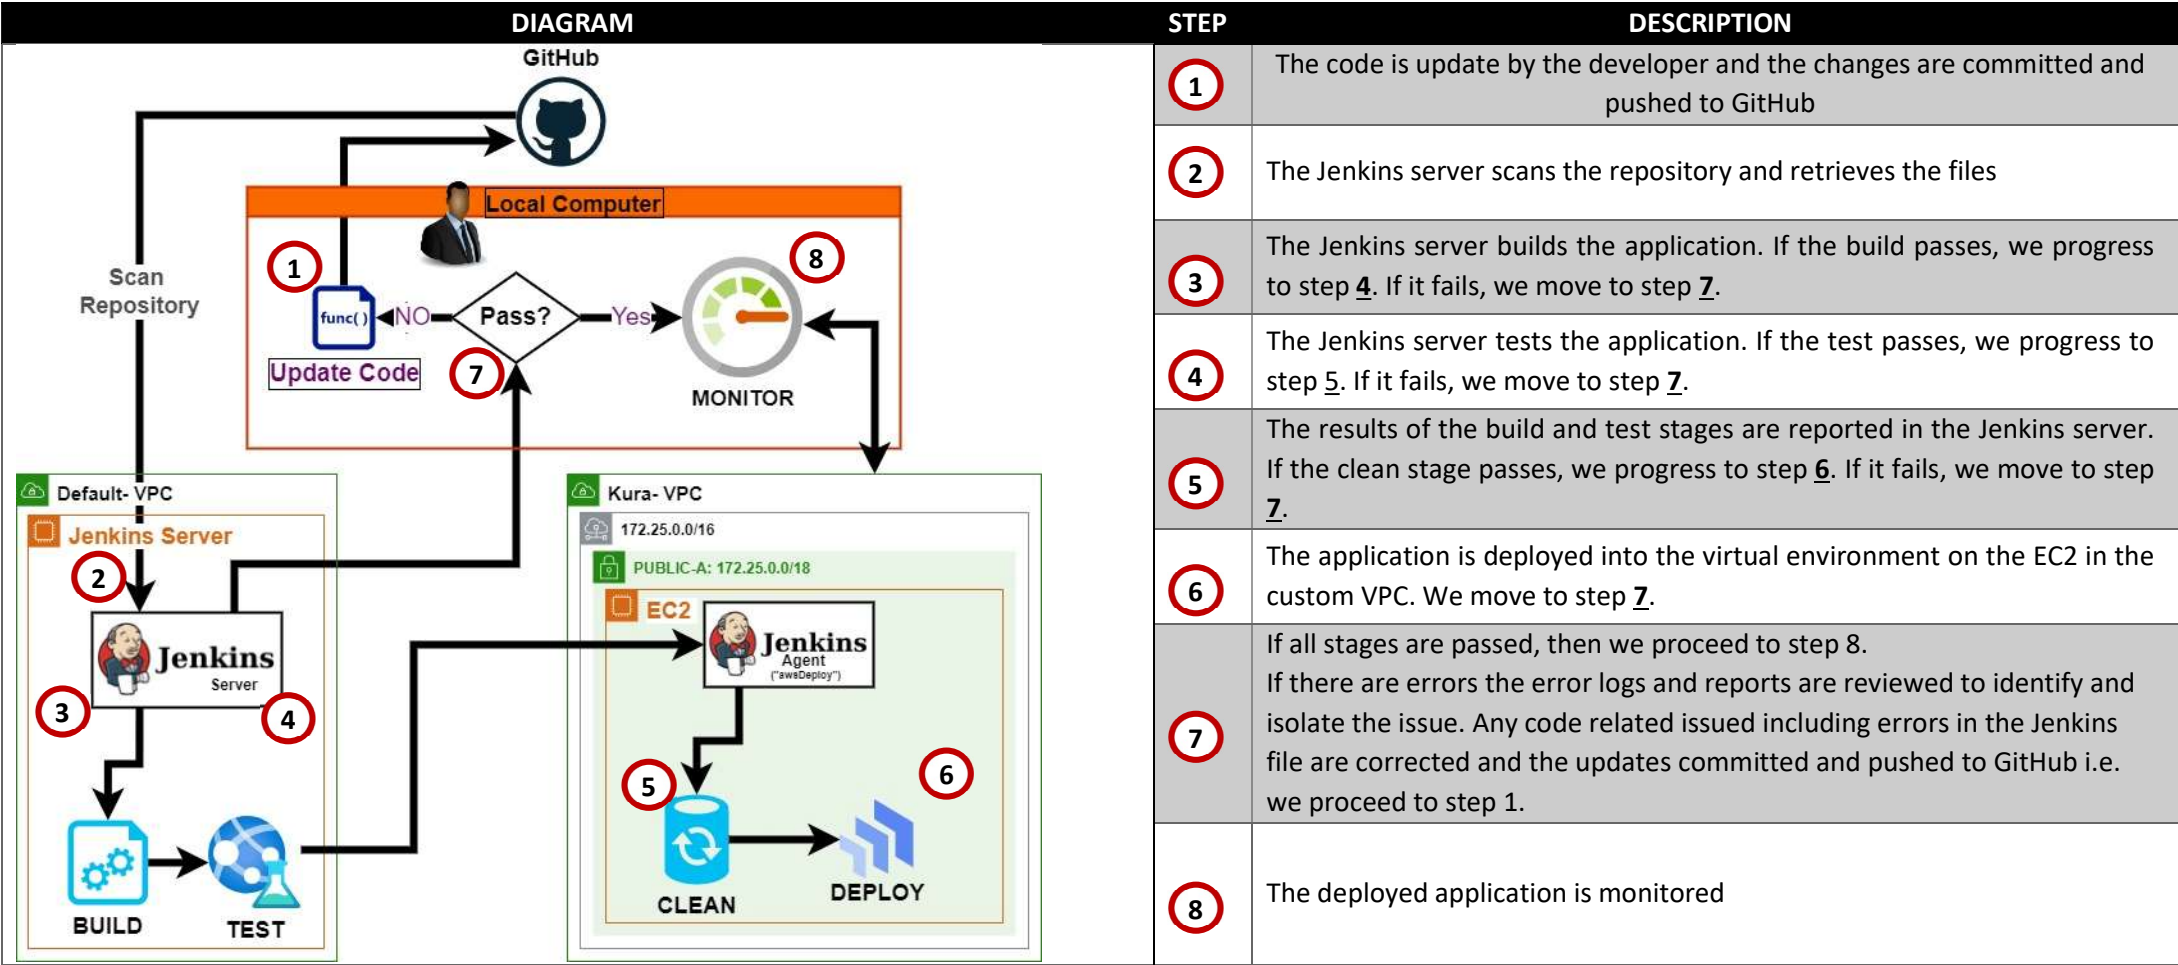 DIAGRAM
STEP
DESCRIPTION
GitHub
Local Computer
1
8
Scan
Repository
func()
NO
Pass?
Yes
Update Code
7
MONITOR
Default- VPC
Jenkins Server
2
Jenkins
Server
3
4
BUILD
TEST
Kura- VPC
172.25.0.0/16
PUBLIC-A: 172.25.0.0/18
EC2
Jenkins
Agent
("awsDeploy")
5
6
CLEAN
DEPLOY
1
The code is update by the developer and the changes are committed and
pushed to GitHub
2
The Jenkins server scans the repository and retrieves the files
3
The Jenkins server builds the application. If the build passes, we progress
to step 4. If it fails, we move to step 7.
4
The Jenkins server tests the application. If the test passes, we progress to
step 5. If it fails, we move to step 7.
5
The results of the build and test stages are reported in the Jenkins server.
If the clean stage passes, we progress to step 6. If it fails, we move to step
7.
6
The application is deployed into the virtual environment on the EC2 in the
custom VPC. We move to step 7.
7
If all stages are passed, then we proceed to step 8.
If there are errors the error logs and reports are reviewed to identify and
isolate the issue. Any code related issued including errors in the Jenkins
file are corrected and the updates committed and pushed to GitHub i.e.
we proceed to step 1.
8
The deployed application is monitored